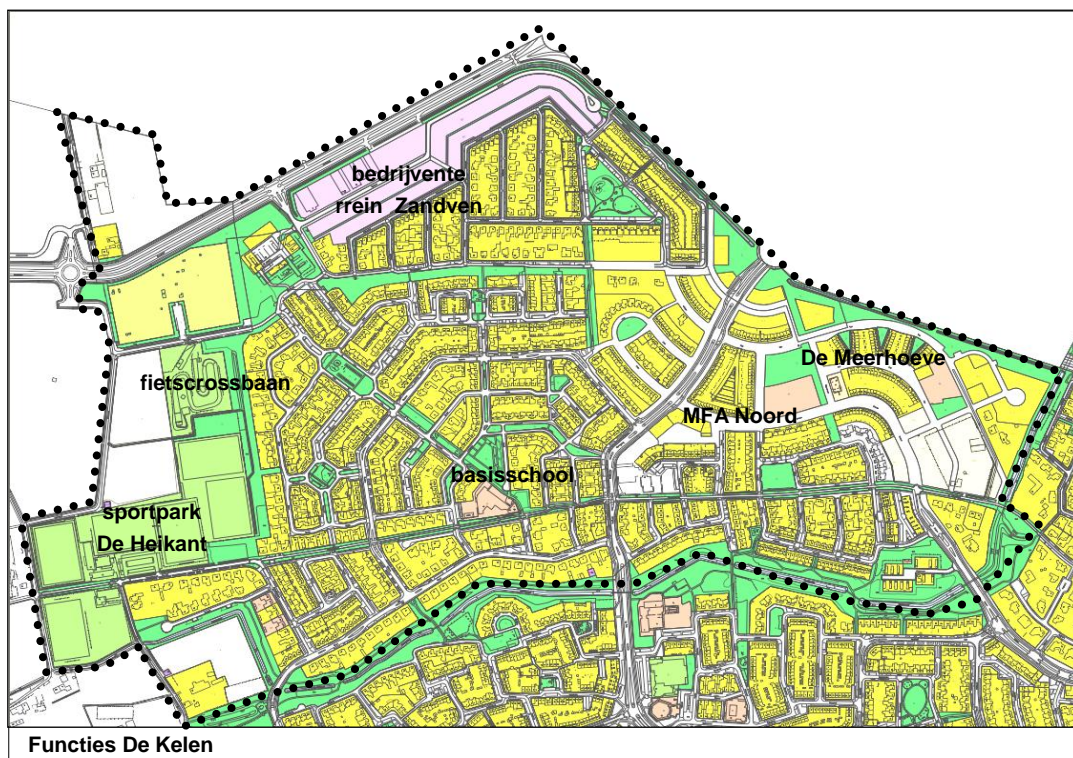 bedrijvente
rrein Zandven
De Meerhoeve
fietscrossbaan
MFA Noord
basisschool
sportpark
De Heikant
Functies De Kelen